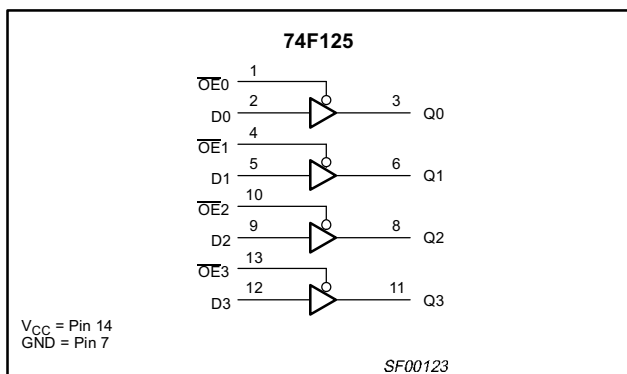 74F125
OE0 1
D0 2 3 Q0
OE1 4
D1 5 6 Q1
OE2 10
D2 9 8 Q2
OE3 13
D3 12 11 Q3
VCC = Pin 14
GND = Pin 7
SF00123